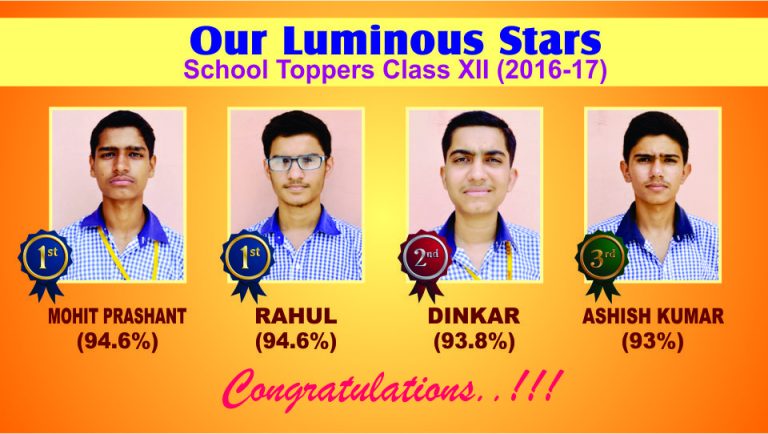 Our Luminous Stars
School Toppers Class XII (2016-17)
1st 1st 2nd 3rd
MOHIT PRASHANT RAHUL DINKAR ASHISH KUMAR
(94.6%) (94.6%) (93.8%) (93%)
Congratulations..!!!